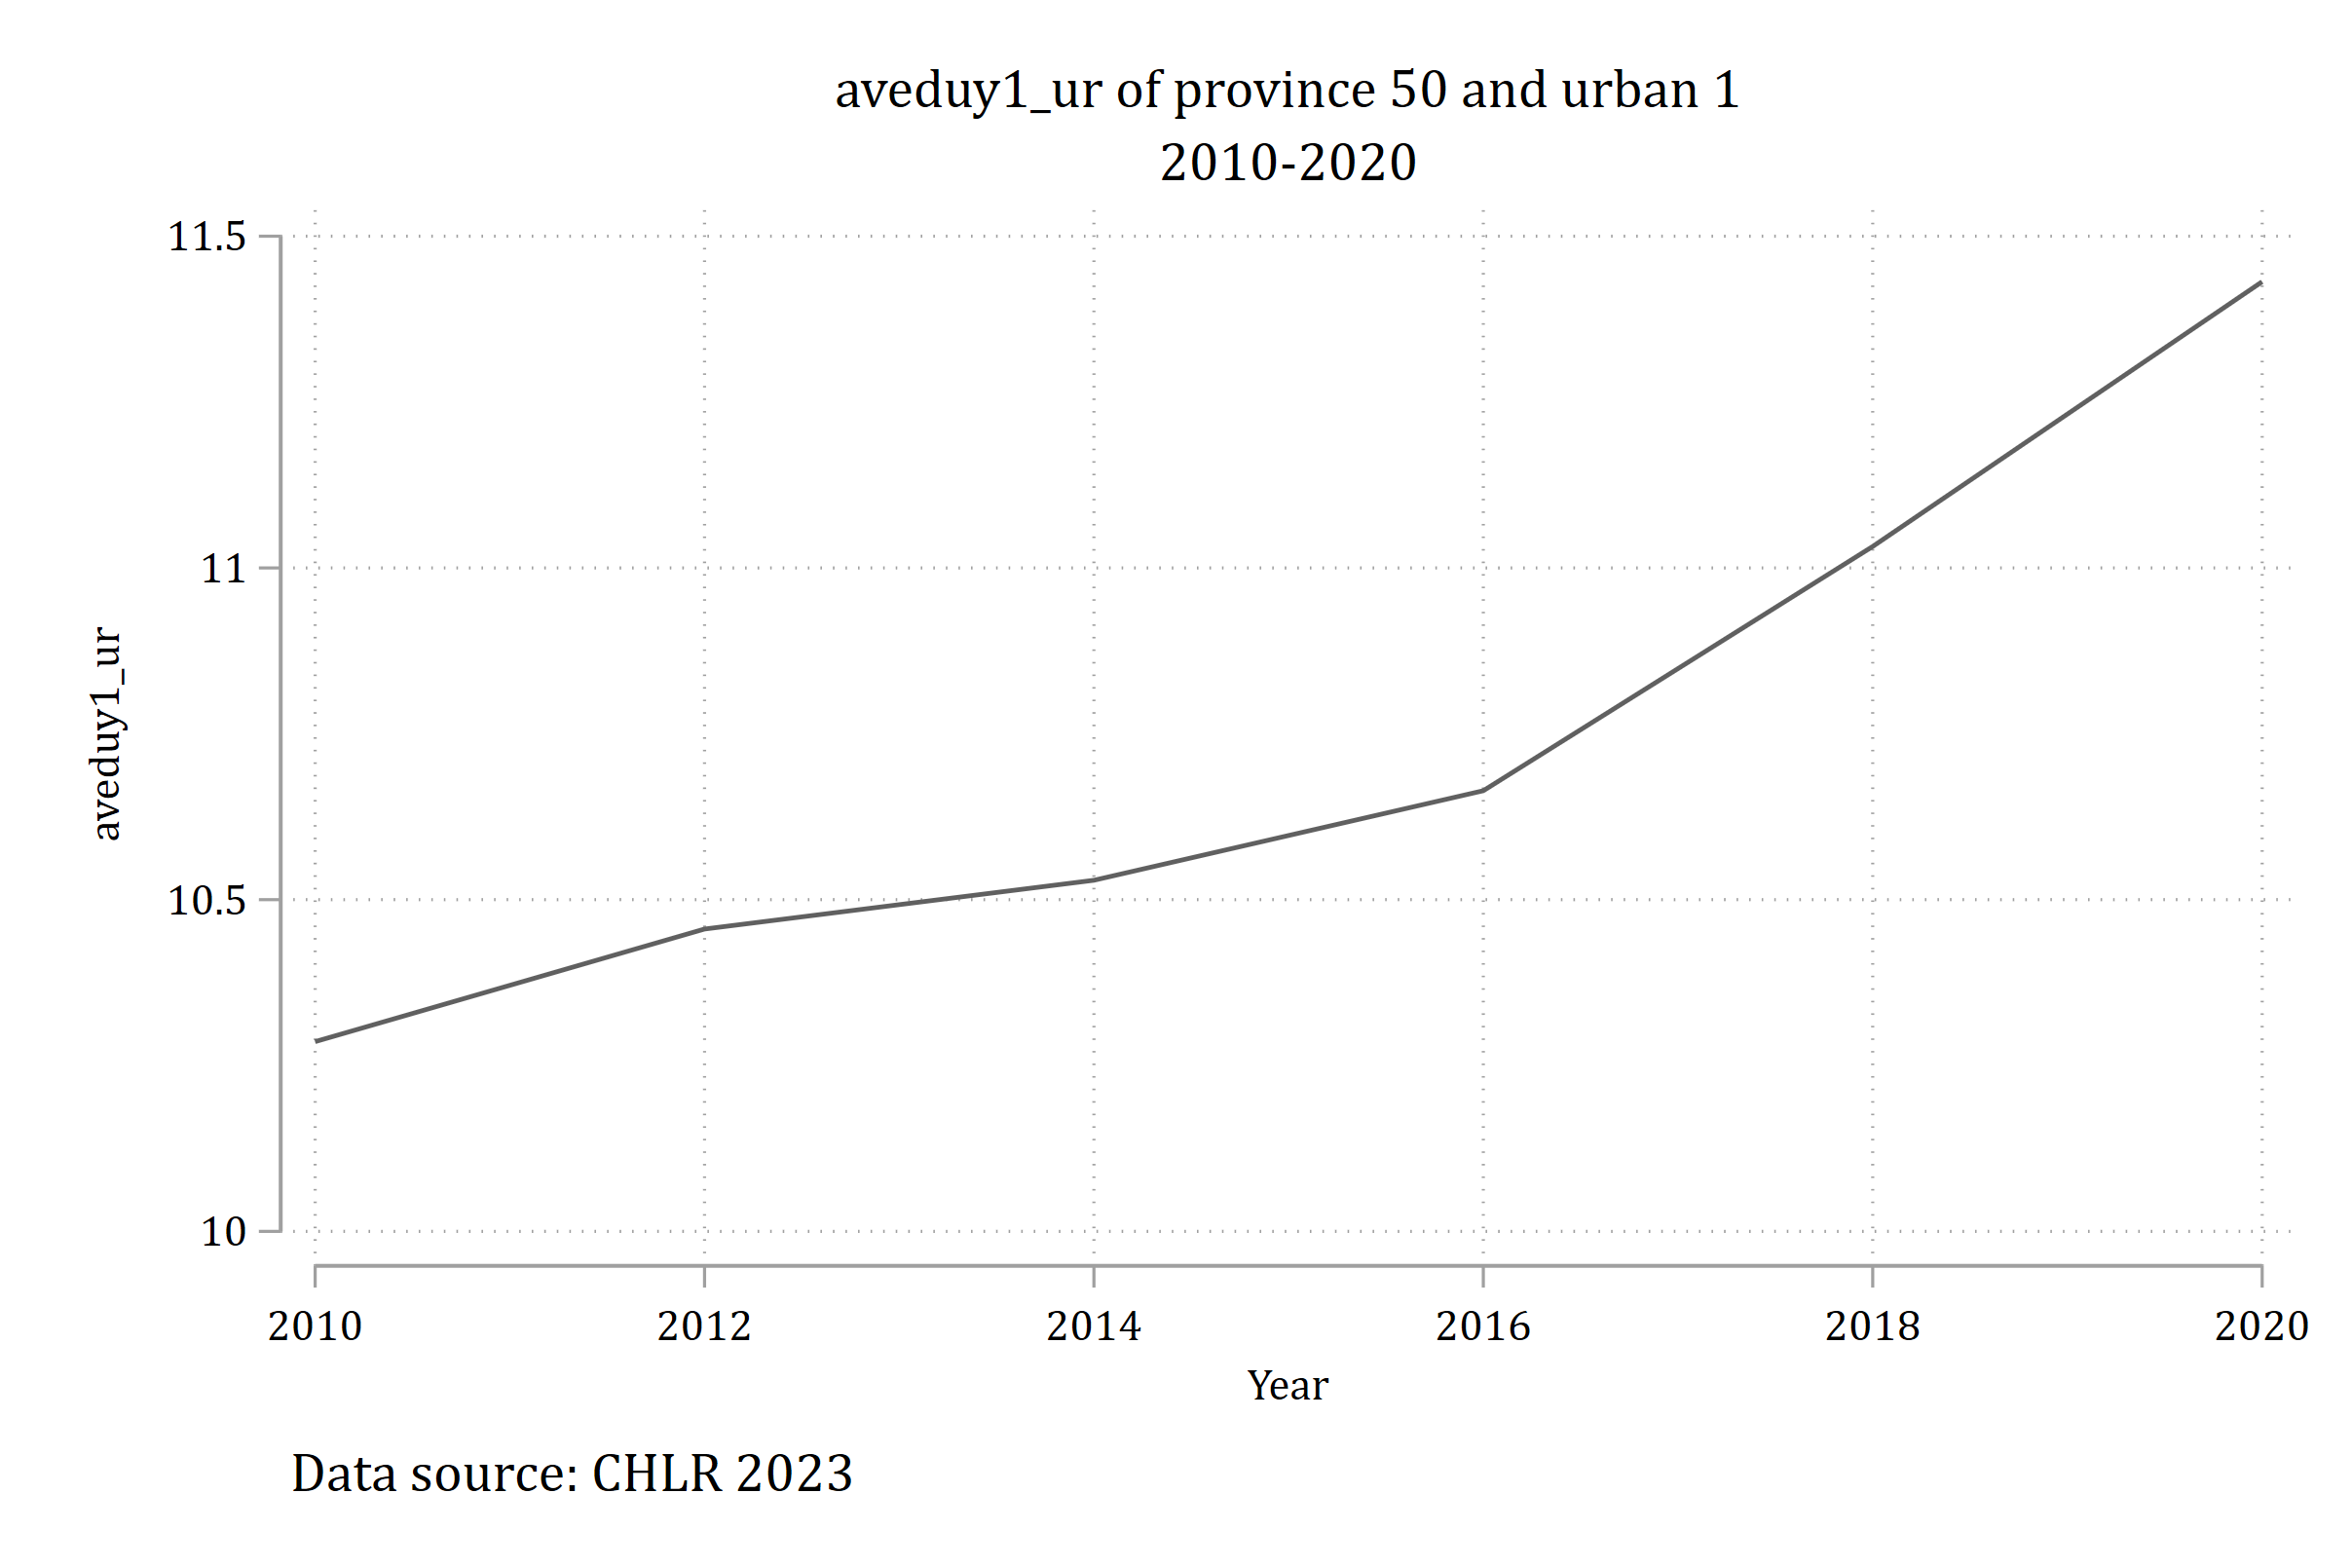 aveduy1_ur of province 50 and urban 1
2010-2020
11.5
11
10.5
10
aveduy1_ur
2010 2012 2014 2016 2018 2020
Year
Data source: CHLR 2023